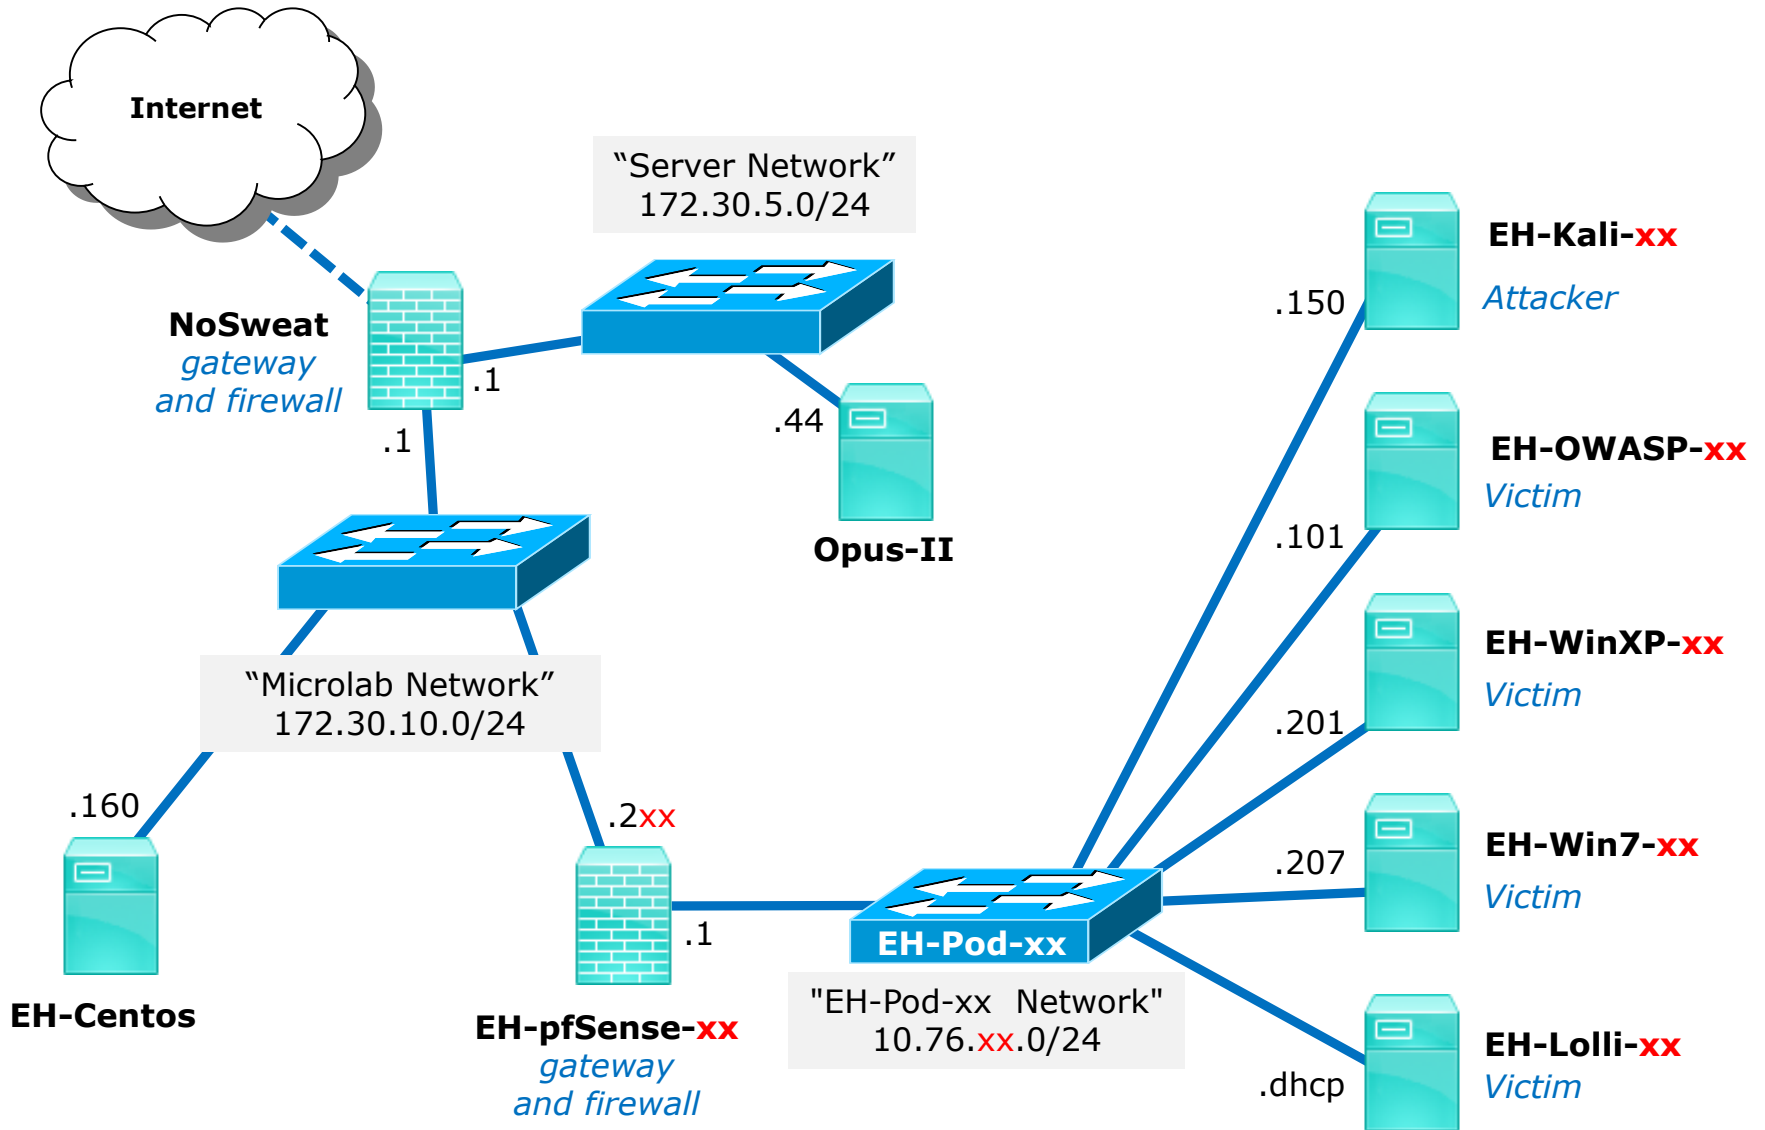 Internet
“Server Network”
172.30.5.0/24
NoSweat
gateway
and firewall
.1
.1
.44
Opus-II
“Microlab Network”
172.30.10.0/24
.160
EH-Centos
.2xx
.1
EH-pfSense-xx
gateway
and firewall
EH-Pod-xx
"EH-Pod-xx  Network"
10.76.xx.0/24
.150
EH-Kali-xx
Attacker
.101
EH-OWASP-xx
Victim
.201
EH-WinXP-xx
Victim
.207
EH-Win7-xx
Victim
.dhcp
EH-Lolli-xx
Victim